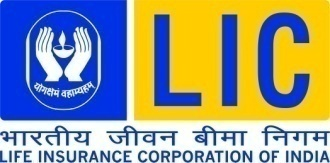 योगक्षेमं वहाम्यहम्
LIC
भारतीय जीवन बीमा निगम
LIFE INSURANCE CORPORATION OF INDIA